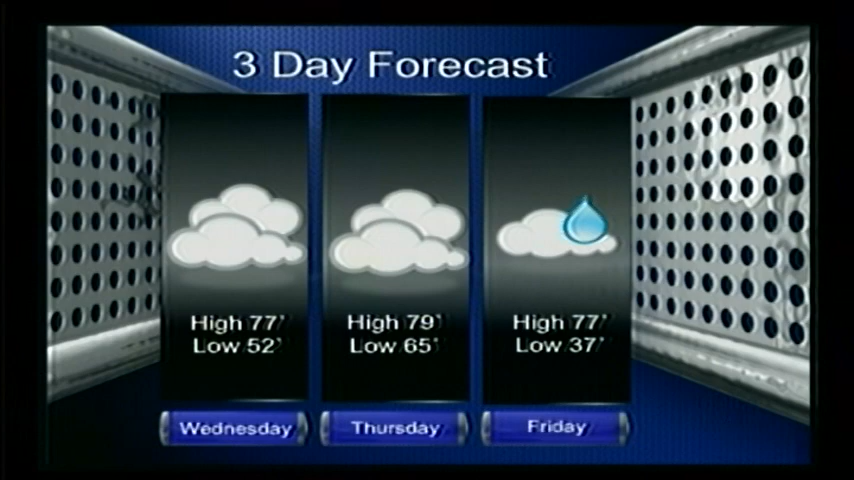 3 Day Forecast
High 77°
Low 52°
High 79°
Low 65°
High 77°
Low 37°
Wednesday
Thursday
Friday